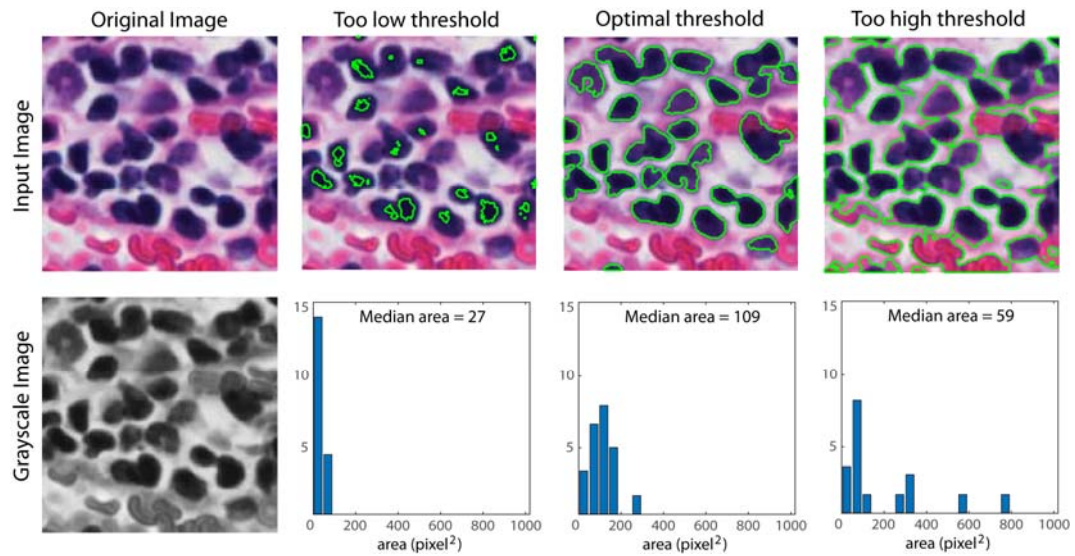 Original Image
Too low threshold
Optimal threshold
Too high threshold
Input Image
Grayscale Image
15
10
5
Median area = 27
0 200 400 600 800 1000
area (pixel²)
15
10
5
Median area = 109
0 200 400 600 800 1000
area (pixel²)
15
10
5
Median area = 59
0 200 400 600 800 1000
area (pixel²)